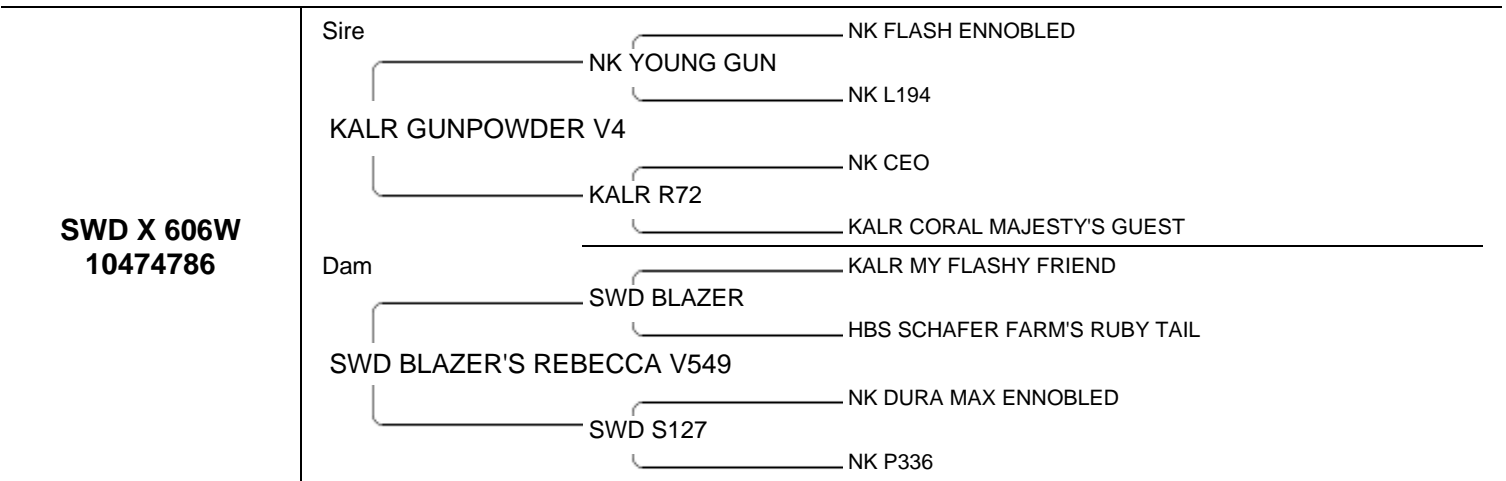 SWD X 606W
10474786
Sire
NK FLASH ENNOBLED
NK YOUNG GUN
NK L194
KALR GUNPOWDER V4
NK CEO
KALR R72
KALR CORAL MAJESTY'S GUEST
Dam
KALR MY FLASHY FRIEND
SWD BLAZER
HBS SCHAFER FARM'S RUBY TAIL
SWD BLAZER'S REBECCA V549
NK DURA MAX ENNOBLED
SWD S127
NK P336